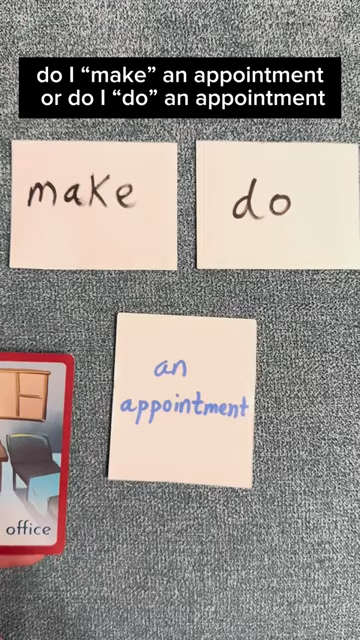 do I “make” an appointment
or do I “do” an appointment
make
do
an
appointment
office